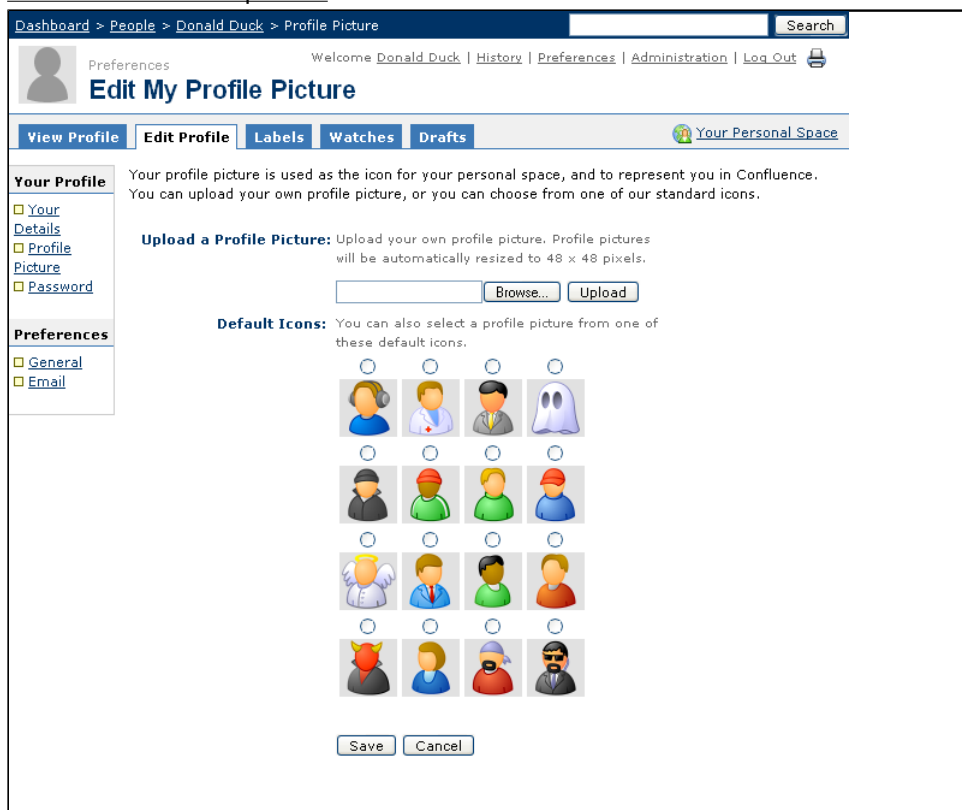 Dashboard > People > Donald Duck > Profile Picture
Search
Welcome Donald Duck | History | Preferences | Administration | Log Out
Preferences
Edit My Profile Picture
View Profile
Edit Profile
Labels
Watches
Drafts
Your Personal Space
Your Profile
Your
Details
Profile
Picture
Password
Preferences
General
Email
Your profile picture is used as the icon for your personal space, and to represent you in Confluence.
You can upload your own profile picture, or you can choose from one of our standard icons.
Upload a Profile Picture: Upload your own profile picture. Profile pictures
will be automatically resized to 48 x 48 pixels.
Browse...
Upload
Default Icons: You can also select a profile picture from one of
these default icons.
Save
Cancel